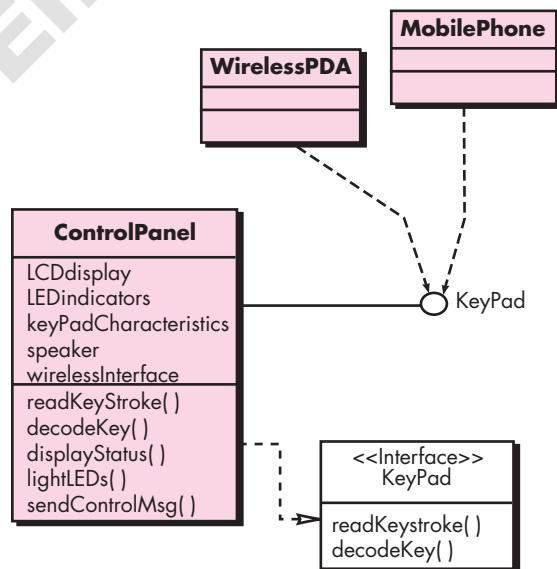 MobilePhone
WirelessPDA
ControlPanel
LCDdisplay
LEDindicators
keyPadCharacteristics
speaker
wirelessInterface
readKeyStroke( )
decodeKey( )
displayStatus( )
lightLEDs( )
sendControlMsg( )
KeyPad
<<Interface>>
KeyPad
readKeystroke( )
decodeKey( )